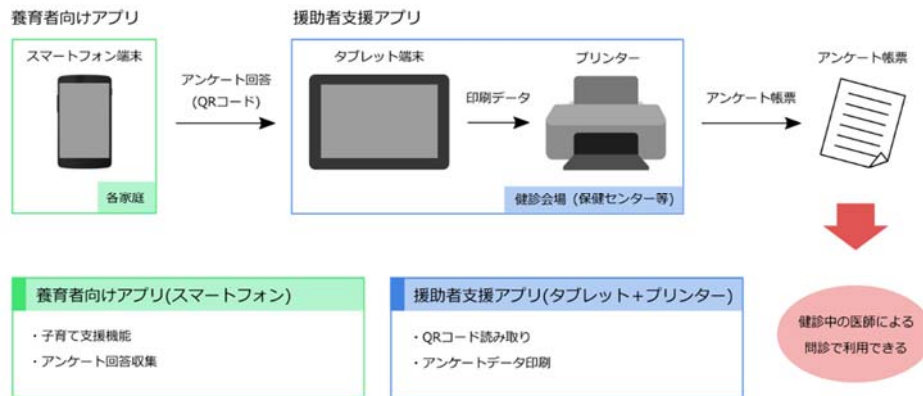 養育者向けアプリ
援助者支援アプリ
スマートフォン端末
アンケート回答
(QRコード)
タブレット端末
印刷データ
プリンター
アンケート帳票
アンケート帳票
各家庭
健診会場 (保健センター等)
養育者向けアプリ(スマートフォン)
・子育て支援機能
・アンケート回答収集
援助者支援アプリ(タブレット+プリンター)
・QRコード読み取り
・アンケートデータ印刷
健診中の医師による
問診で利用できる